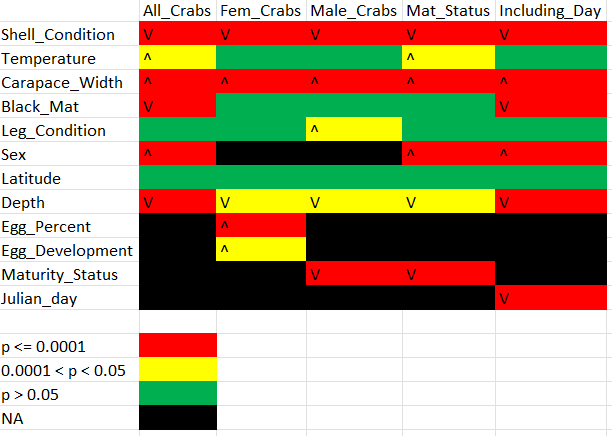 All_Crabs Fem_Crabs Male_Crabs Mat_Status Including_Day
Shell_Condition V V V V V
Temperature ^ ^
Carapace_Width ^ ^ ^ ^ ^
Black_Mat V V
Leg_Condition ^
Sex ^ ^ ^
Latitude
Depth V V V V V
Egg_Percent ^
Egg_Development ^
Maturity_Status V V
Julian_day V
p <= 0.0001
0.0001 < p < 0.05
p > 0.05
NA